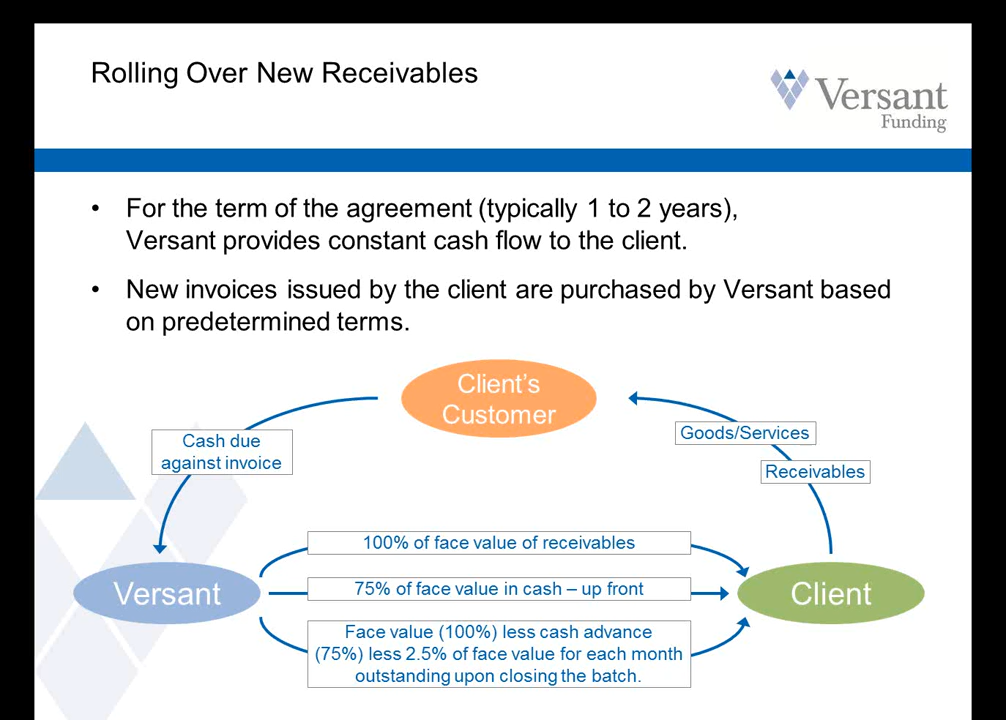 Rolling Over New Receivables
Versant
Funding
• For the term of the agreement (typically 1 to 2 years),
Versant provides constant cash flow to the client.
• New invoices issued by the client are purchased by Versant based
on predetermined terms.
Client's
Customer
Cash due
against invoice
Goods/Services
Receivables
100% of face value of receivables
Versant
75% of face value in cash – up front
Client
Face value (100%) less cash advance
(75%) less 2.5% of face value for each month
outstanding upon closing the batch.